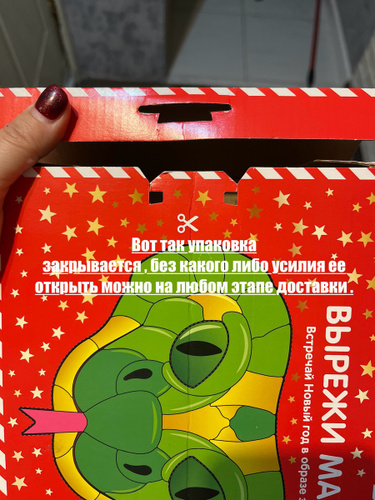 Вот так упаковка
закрывается , без какого либо усилия ее
открыть можно на любом этапе доставки .
ВЫРЕЖИ МА
Встречай Новый год в образе з